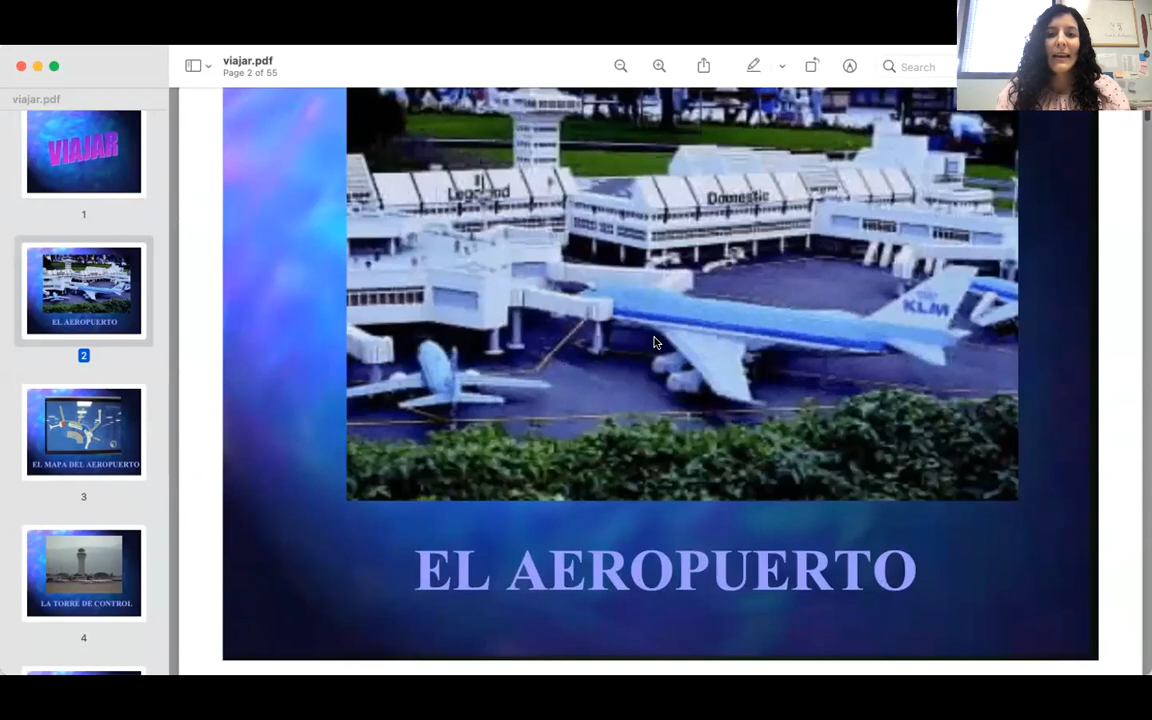 viajar.pdf
Page 2 of 55
Search
viajar.pdf
VIAJAR
1
EL AEROPUERTO
2
EL MAPA DEL AEROPUERTO
3
LA TORRE DE CONTROL
4
Domestic
KLM
EL AEROPUERTO